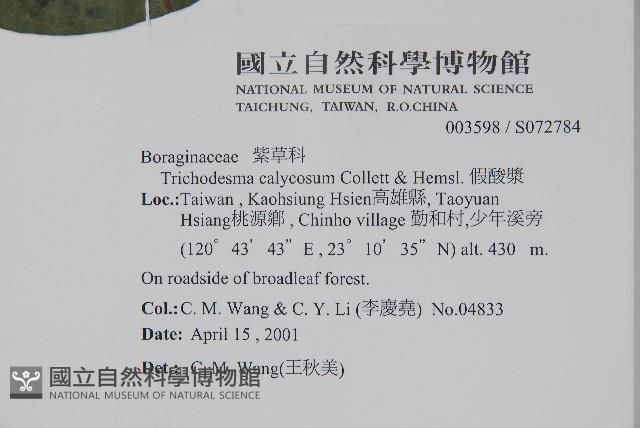 國立自然科學博物館
NATIONAL MUSEUM OF NATURAL SCIENCE
TAICHUNG, TAIWAN, R.O.CHINA
003598 / S072784
Boraginaceae 紫草科
Trichodesma calycosum Collett & Hemsl. 假酸漿
Loc.:Taiwan , Kaohsiung Hsien高雄縣, Taoyuan
Hsiang桃源鄉 , Chinho village 勤和村,少年溪旁
(120° 43' 43" E , 23° 10' 35" N) alt. 430 m.
On roadside of broadleaf forest.
Col.:C. M. Wang & C. Y. Li (李慶堯) No.04833
Date: April 15 , 2001
Det.: C. M. Wang(王秋美)
國立自然科學博物館
NATIONAL MUSEUM OF NATURAL SCIENCE